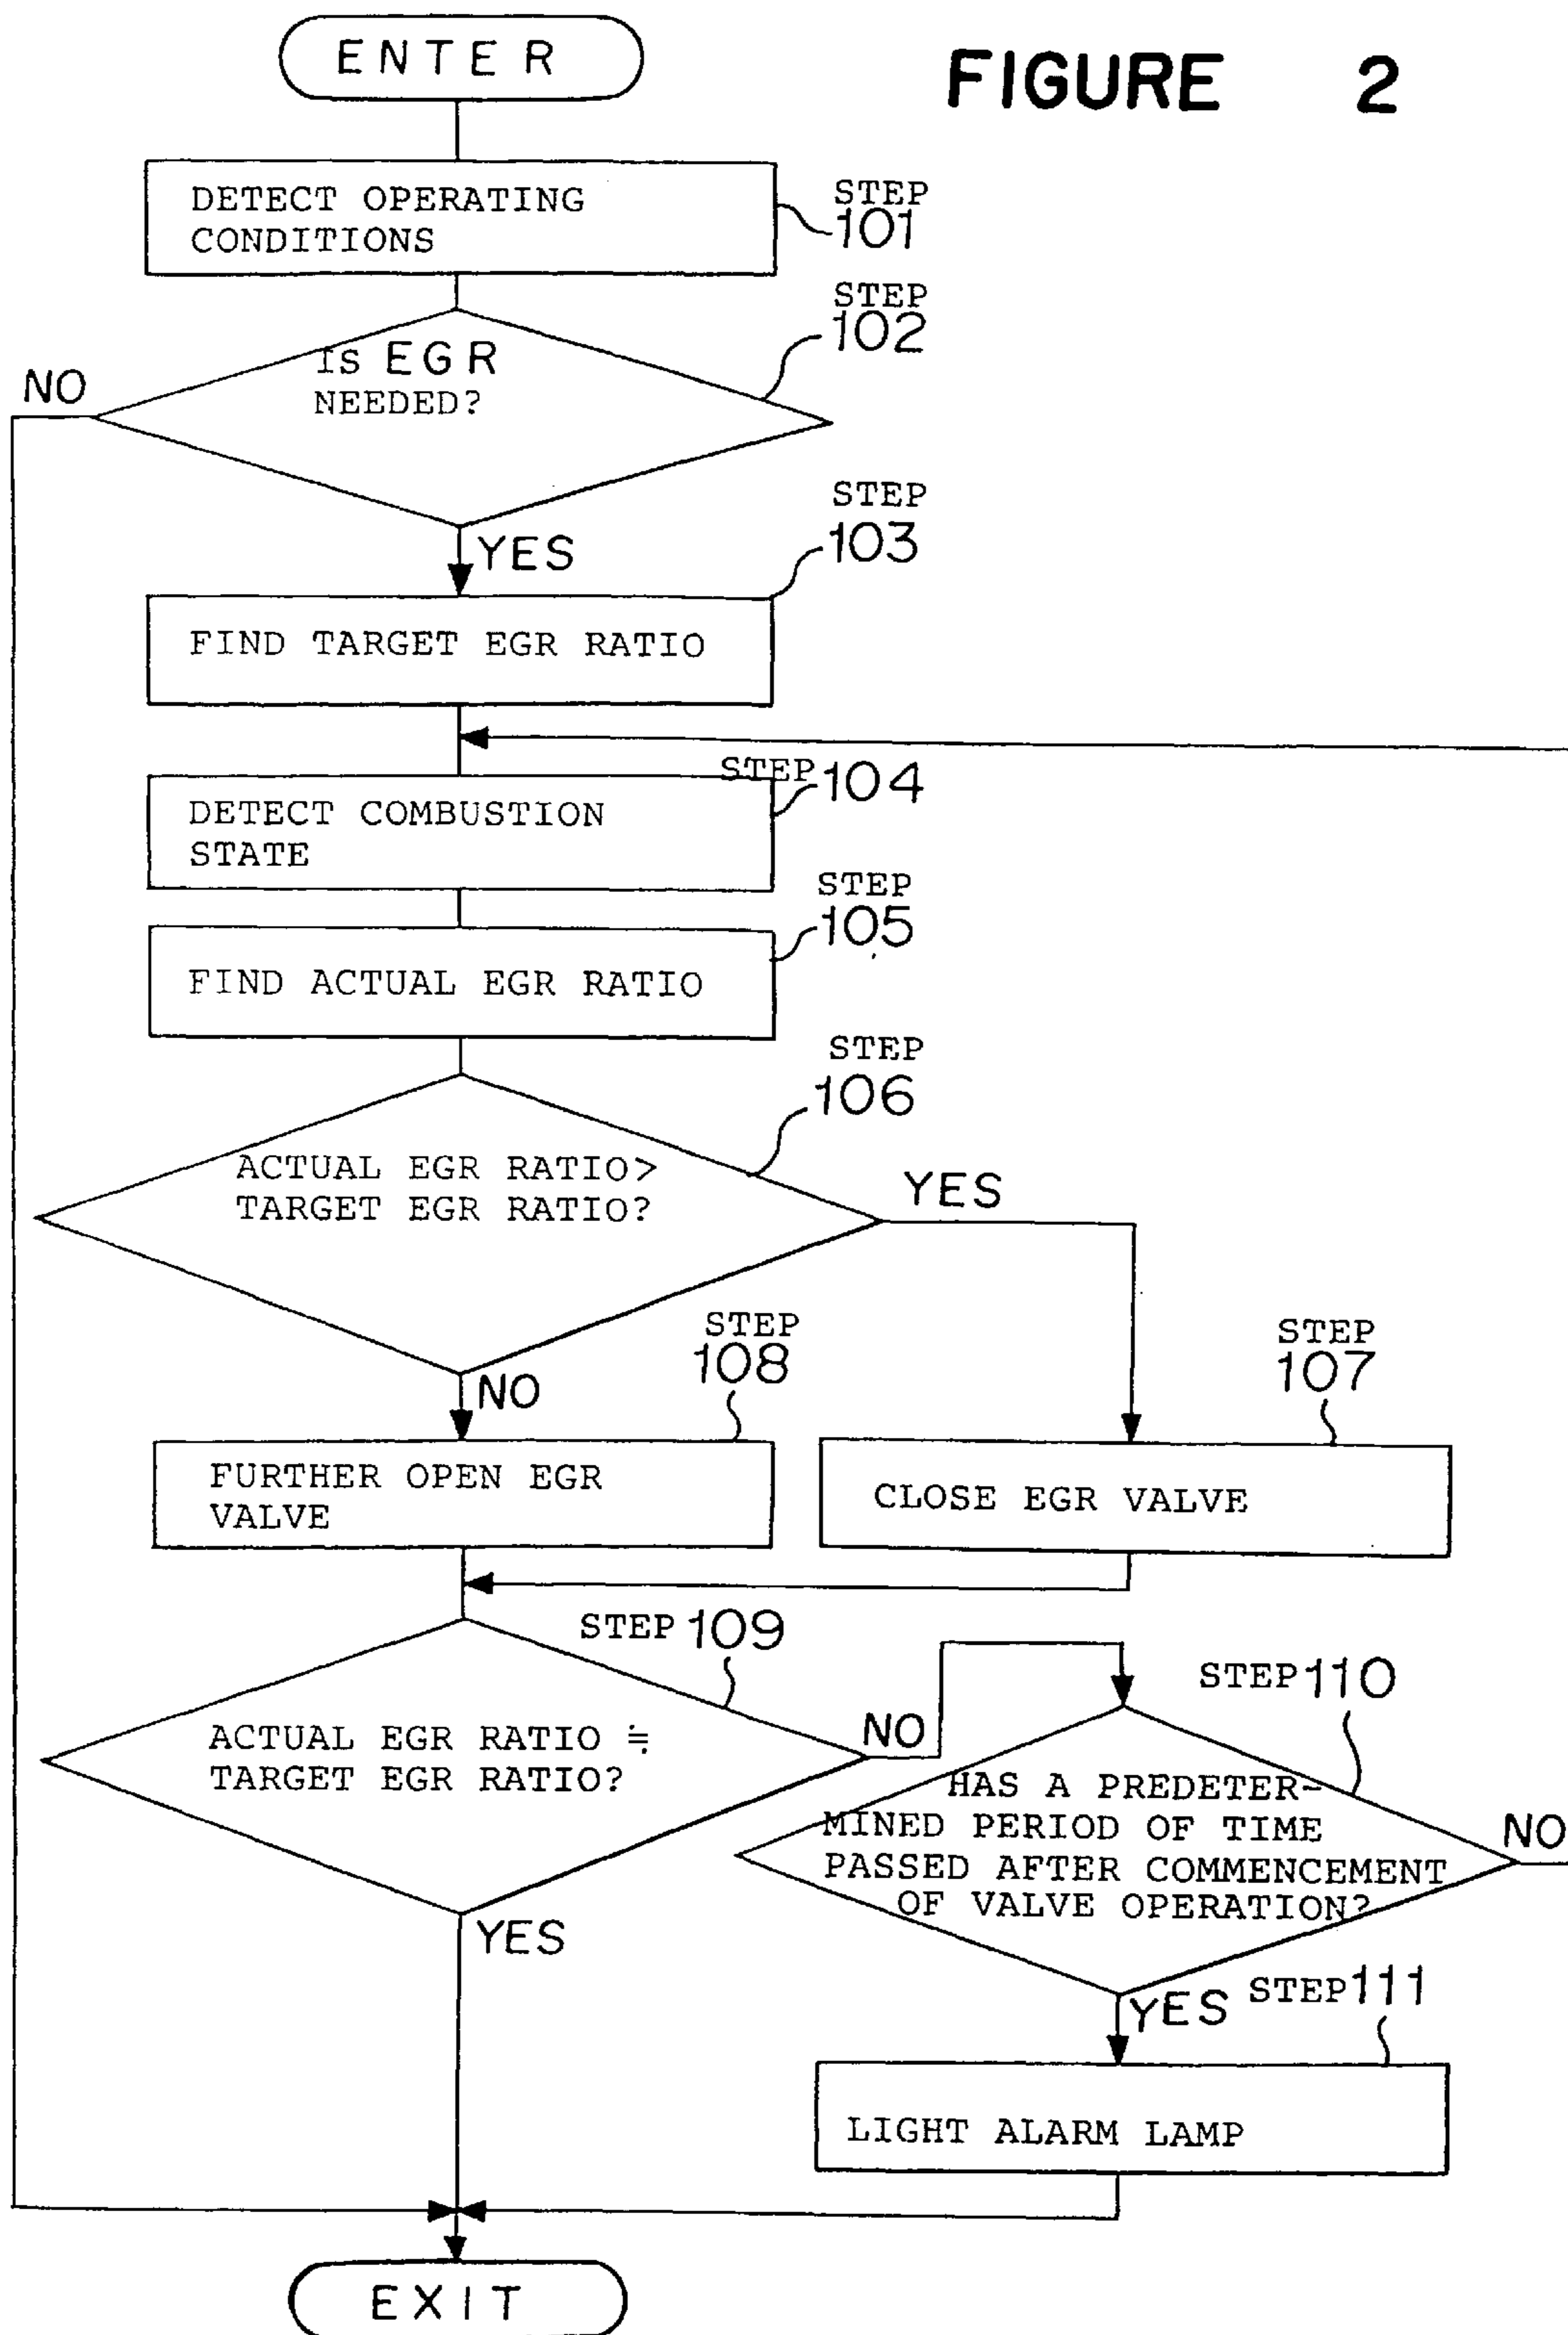 ENTER
FIGURE 2
DETECT OPERATING
CONDITIONS
STEP
101
STEP
102
IS EGR
NEEDED?
NO
YES
STEP
103
FIND TARGET EGR RATIO
STEP 104
DETECT COMBUSTION
STATE
STEP
105
FIND ACTUAL EGR RATIO
STEP
106
ACTUAL EGR RATIO>
TARGET EGR RATIO?
YES
NO
STEP
108
STEP
107
FURTHER OPEN EGR
VALVE
CLOSE EGR VALVE
STEP 109
ACTUAL EGR RATIO ≒
TARGET EGR RATIO?
NO
YES
STEP 110
HAS A PREDETER-
MINED PERIOD OF TIME
PASSED AFTER COMMENCEMENT
OF VALVE OPERATION?
NO
YES
STEP 111
LIGHT ALARM LAMP
EXIT